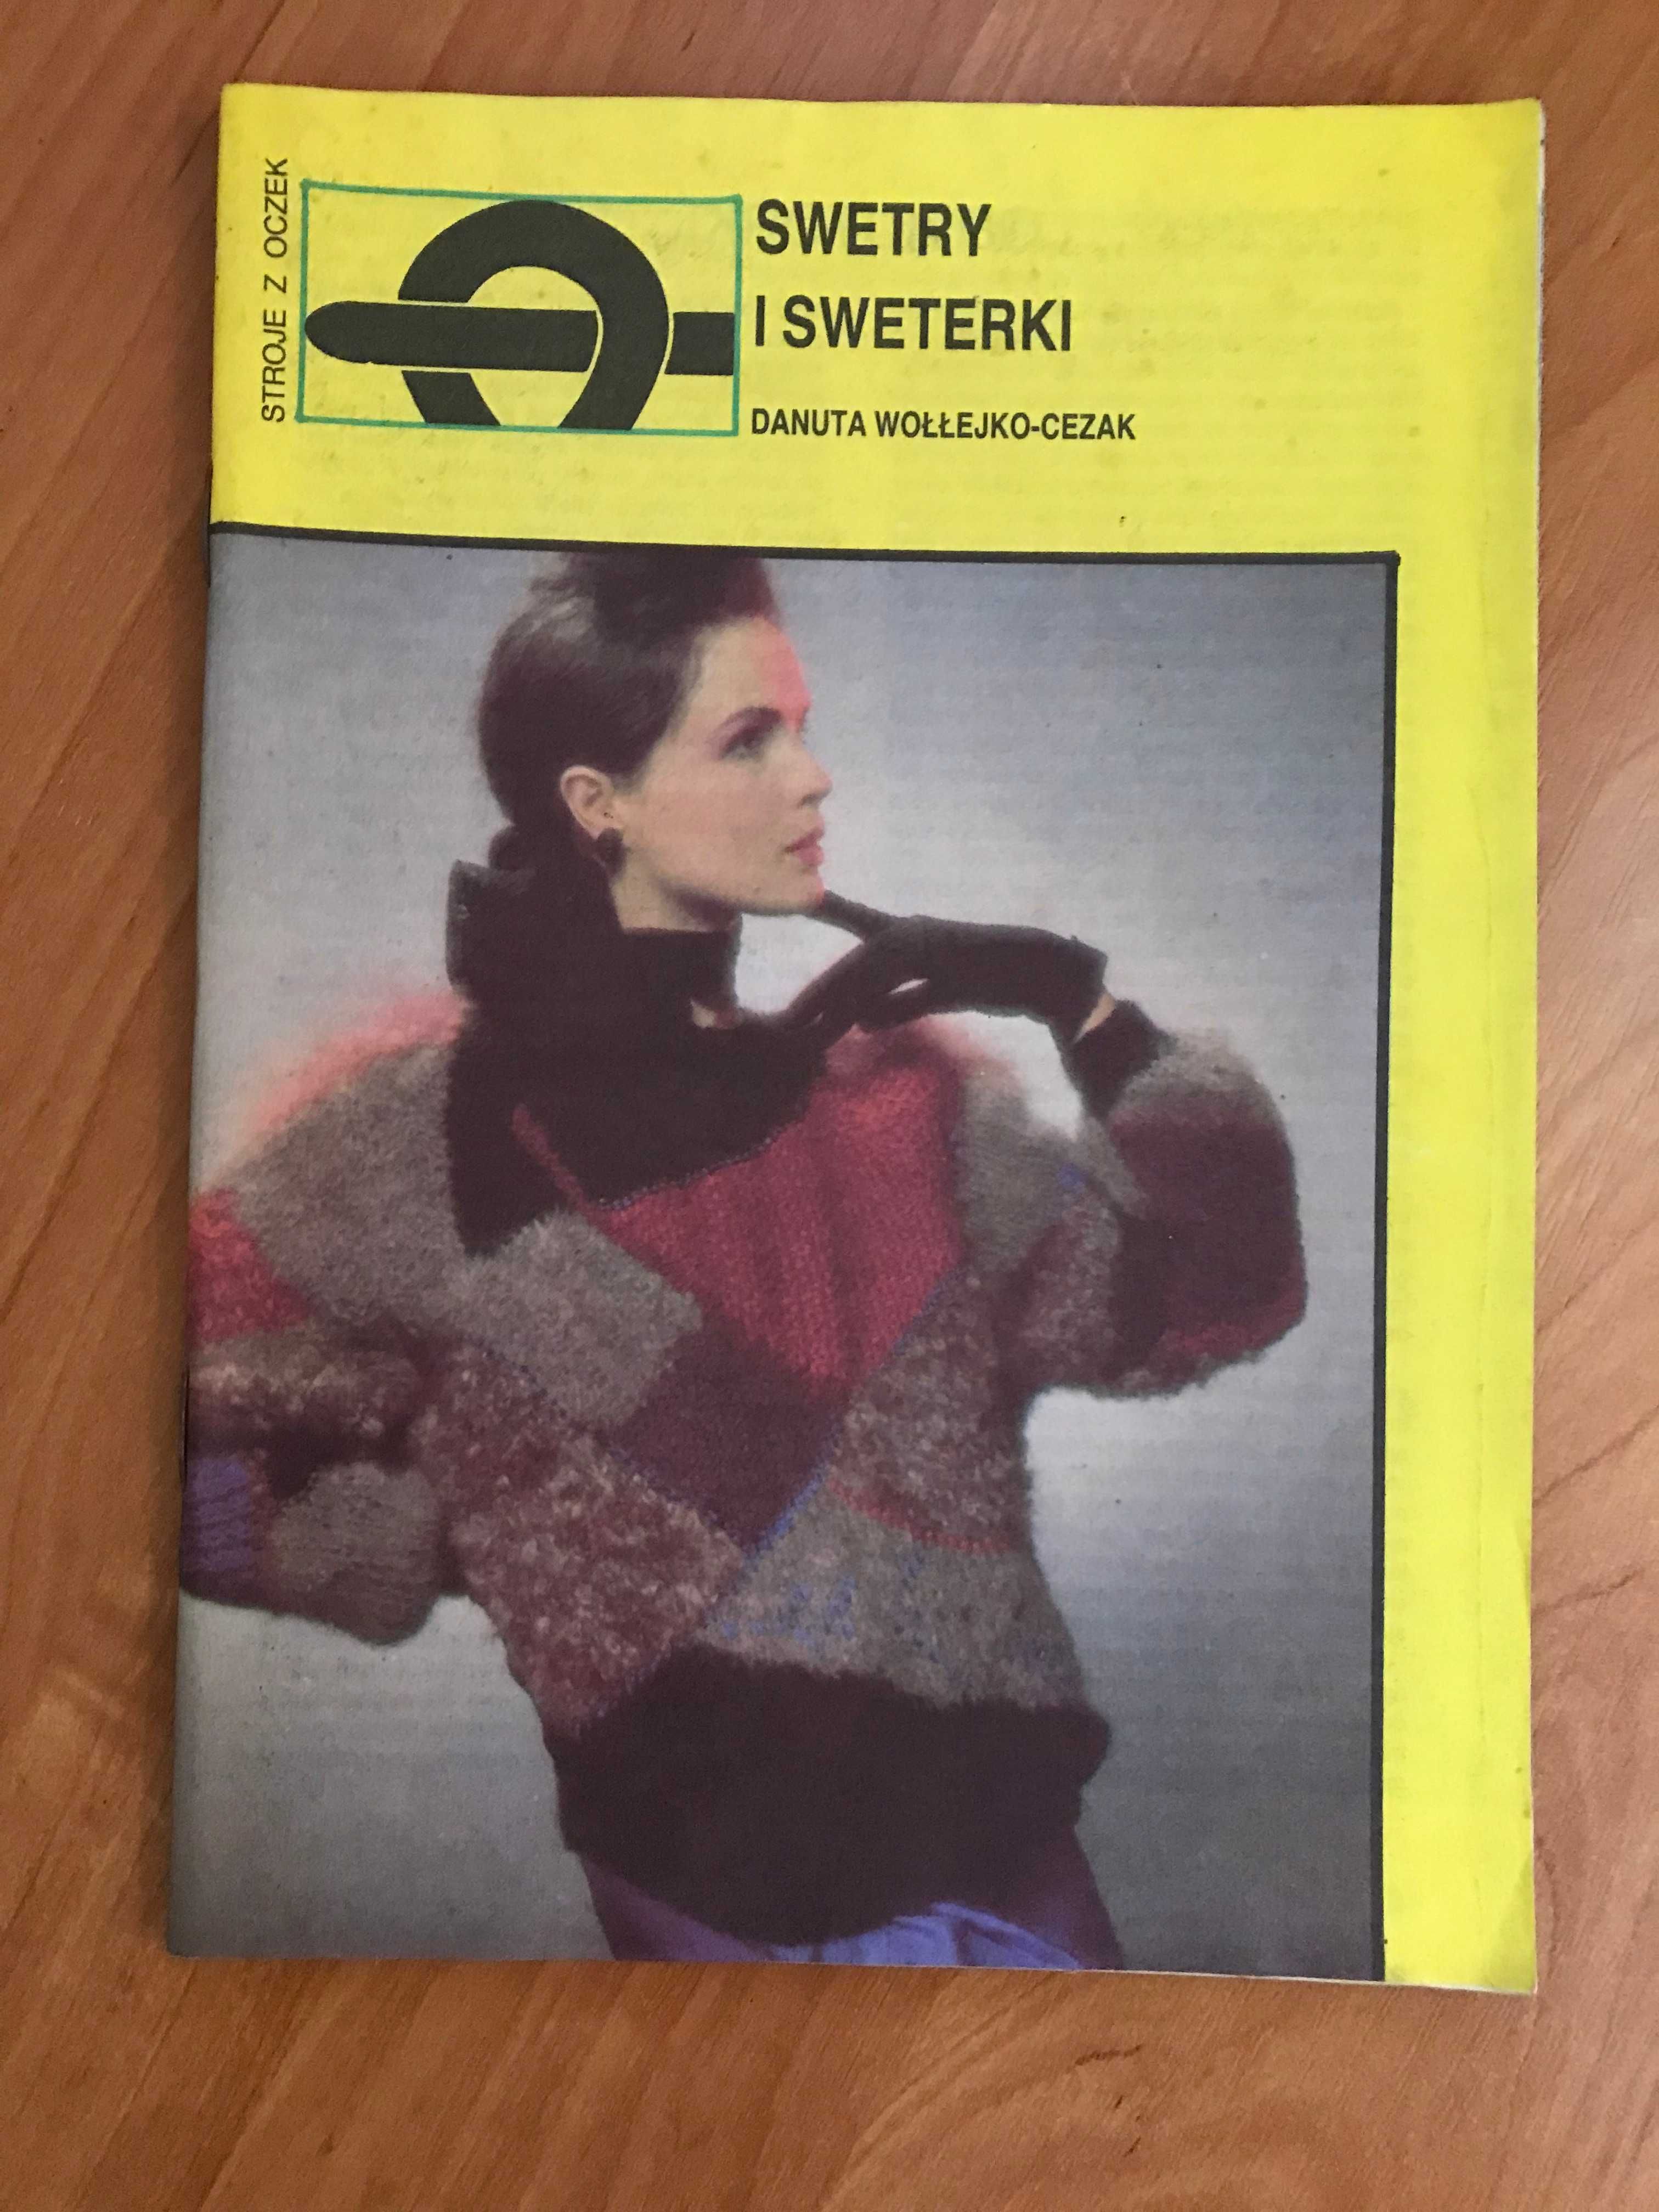 STROJE Z OCZEK
SWETRY
I SWETERKI
DANUTA WOŁŁEJKO-CEZAK